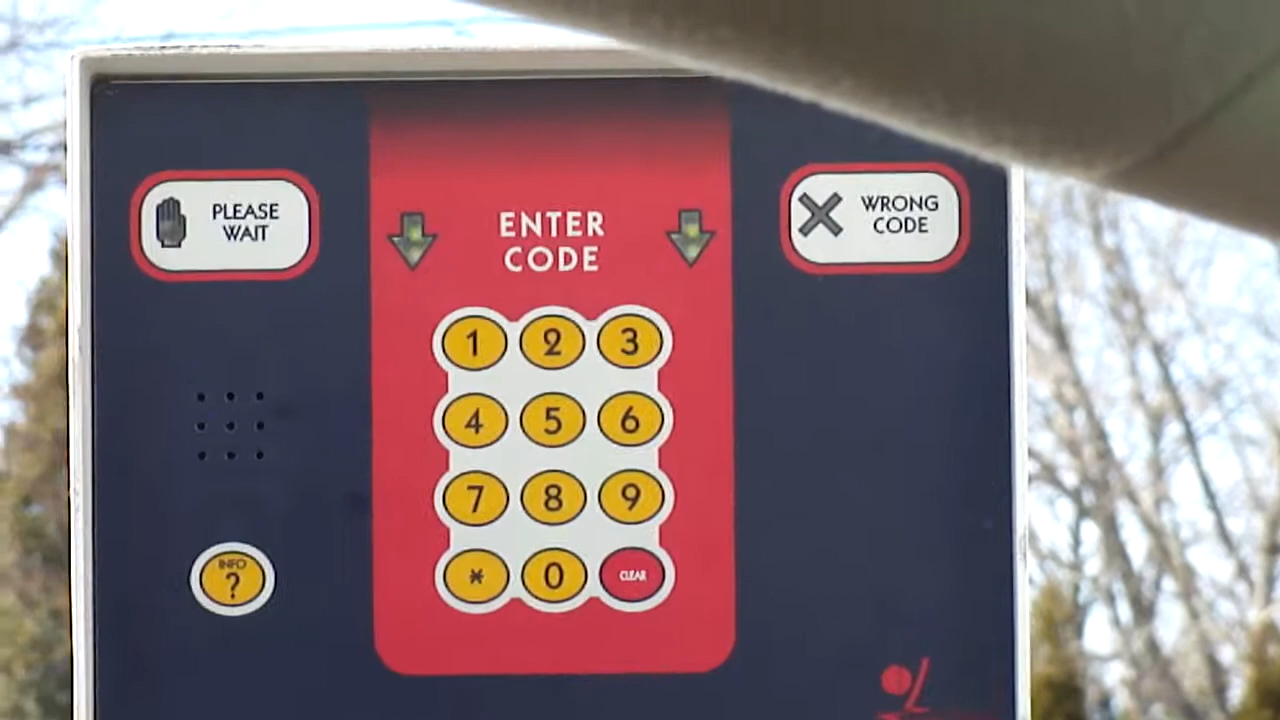 PLEASE
WAIT
ENTER
CODE
WRONG
CODE
1 2 3
4 5 6
7 8 9
* 0 CLEAR
INFO
?